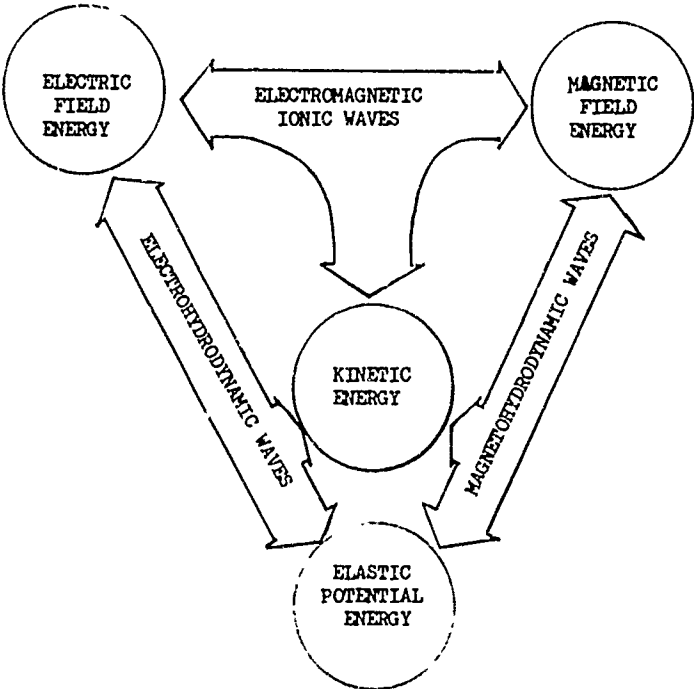 ELECTRIC
FIELD
ENERGY
ELECTROMAGNETIC
IONIC WAVES
MAGNETIC
FIELD
ENERGY
ELECTROHYDRODYNAMIC WAVES
MAGNETOHYDRODYNAMIC WAVES
KINETIC
ENERGY
ELASTIC
POTENTIAL
ENERGY